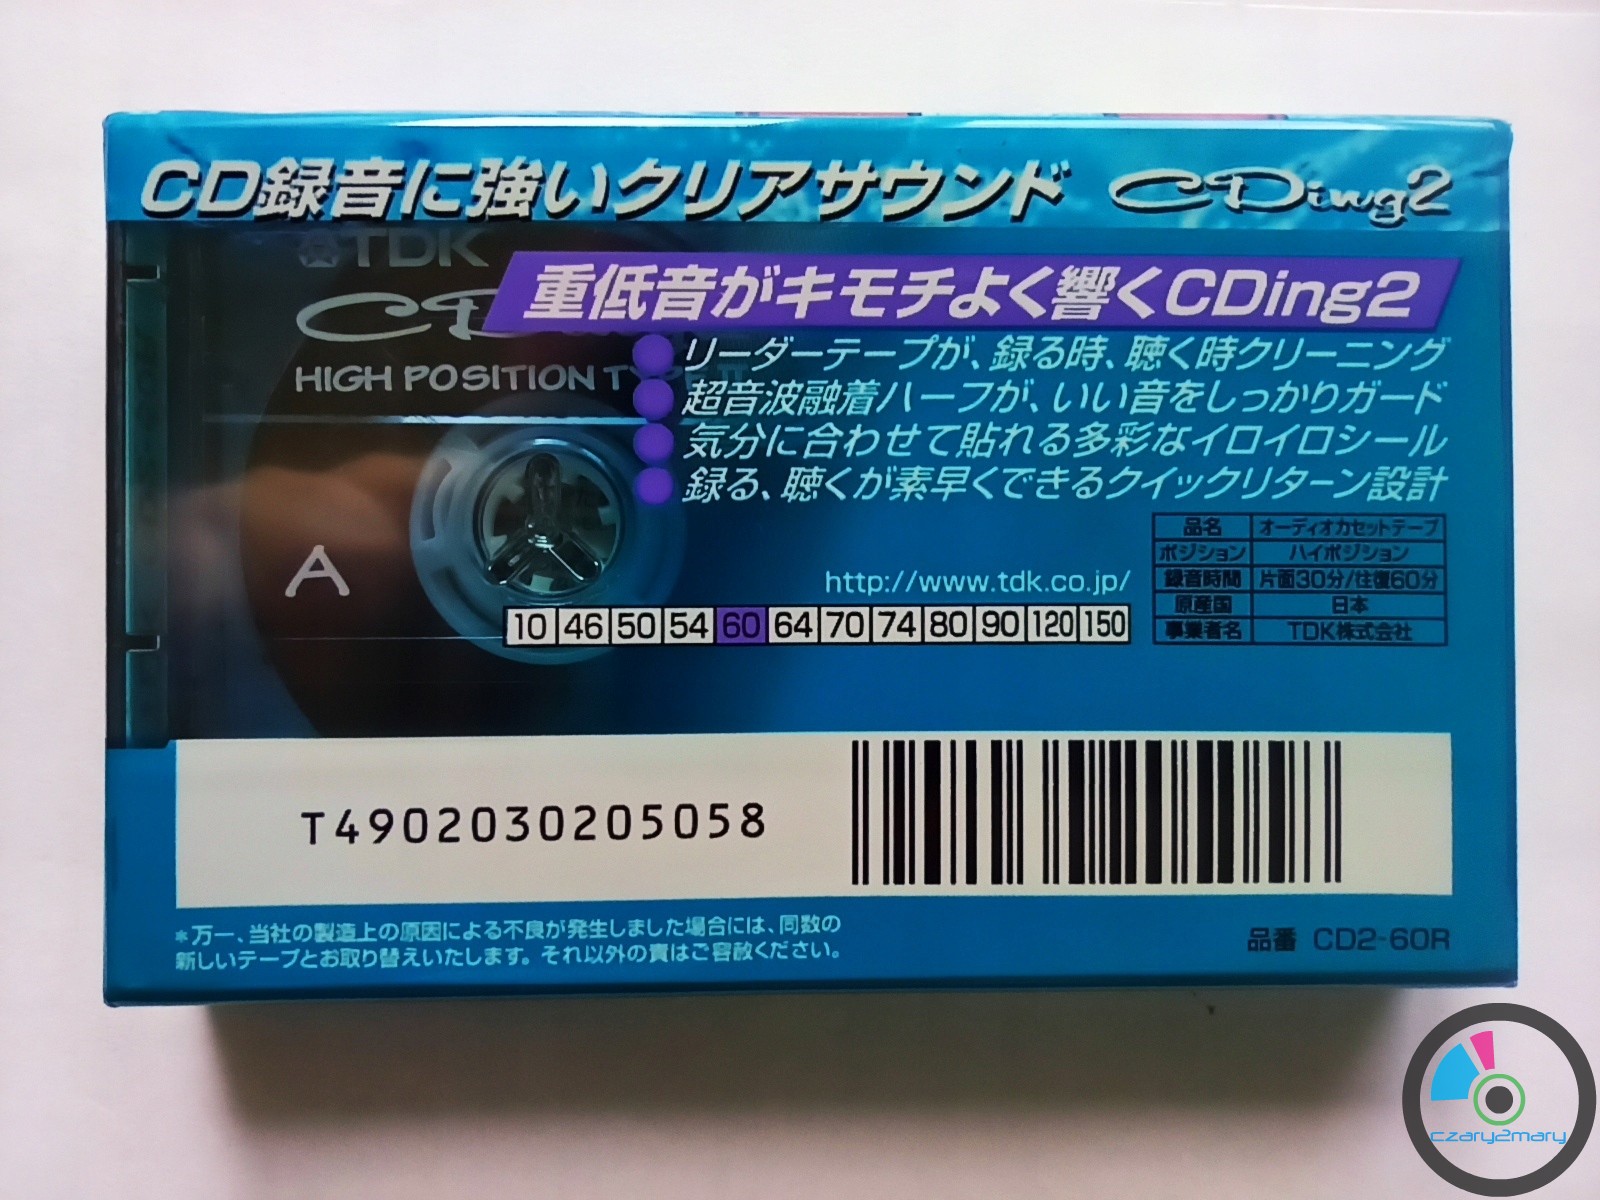 CD録音に強いクリアサウンド CDing2
TDK
重低音がキモチよく響くCDing2
HIGH POSITION TYPE II
リーダーテープが、録る時、聴く時クリーニング
超音波融着ハーフが、いい音をしっかりガード
気分に合わせて貼れる多彩なイロイロシール
録る、聴くが素早くできるクイックリターン設計
A
http://www.tdk.co.jp/
10 46 50 54 60 64 70 74 80 90 120 150
品名 オーディオカセットテープ
ポジション ハイポジション
録音時間 片面30分/往復60分
原産国 日本
事業者名 TDK株式会社
T4902030205058
*万一、当社の製造上の原因による不良が発生しました場合には、同数の
新しいテープとお取り替えいたします。それ以外の責はご容赦ください。
品番 CD2-60R
czary2mary